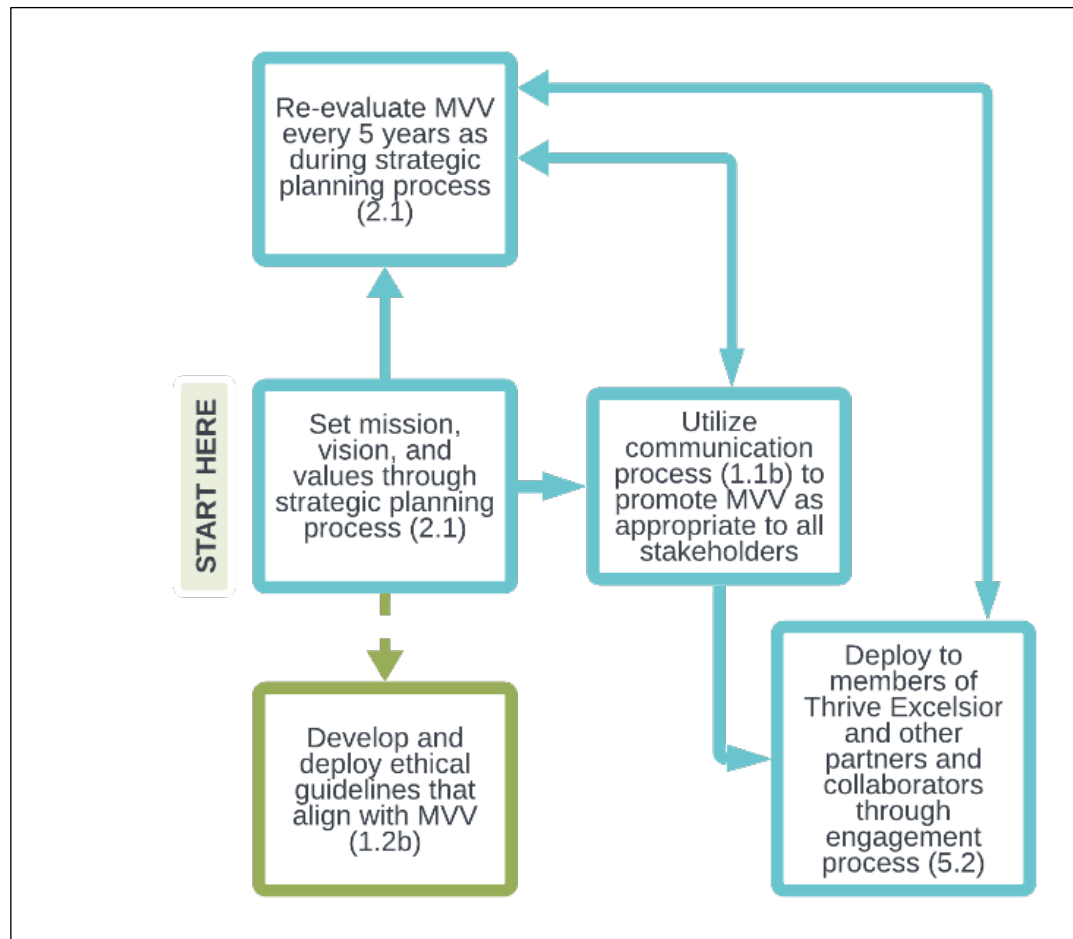 Re-evaluate MVV
every 5 years as
during strategic
planning process
(2.1)
START HERE
Set mission,
vision, and
values through
strategic planning
process (2.1)
Utilize
communication
process (1.1b) to
promote MVV as
appropriate to all
stakeholders
Develop and
deploy ethical
guidelines that
align with MVV
(1.2b)
Deploy to
members of
Thrive Excelsior
and other
partners and
collaborators
through
engagement
process (5.2)